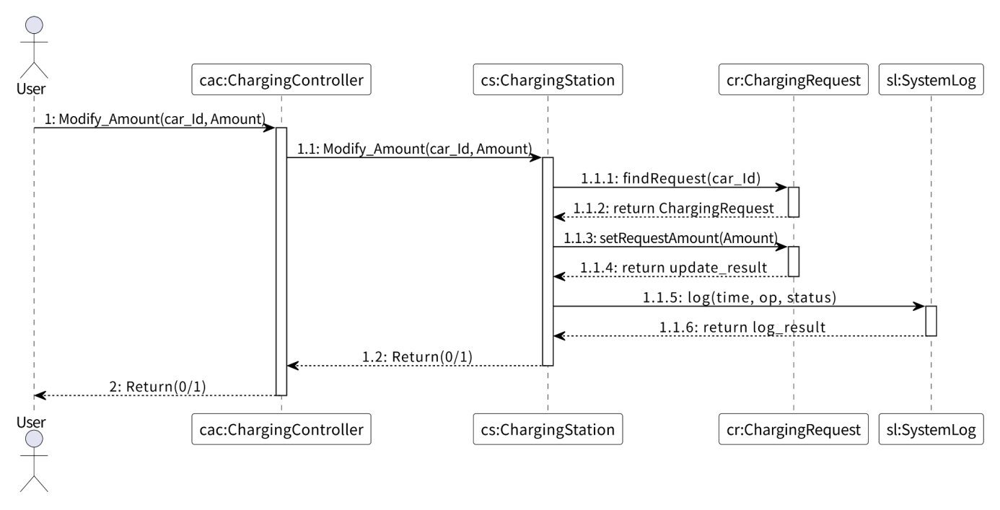 User
cac:ChargingController
cs:ChargingStation
cr:ChargingRequest
sl:SystemLog
1: Modify_Amount(car_Id, Amount)
1.1: Modify_Amount(car_Id, Amount)
1.1.1: findRequest(car_Id)
1.1.2: return ChargingRequest
1.1.3: setRequestAmount(Amount)
1.1.4: return update_result
1.1.5: log(time, op, status)
1.1.6: return log_result
1.2: Return(0/1)
2: Return(0/1)
User
cac:ChargingController
cs:ChargingStation
cr:ChargingRequest
sl:SystemLog